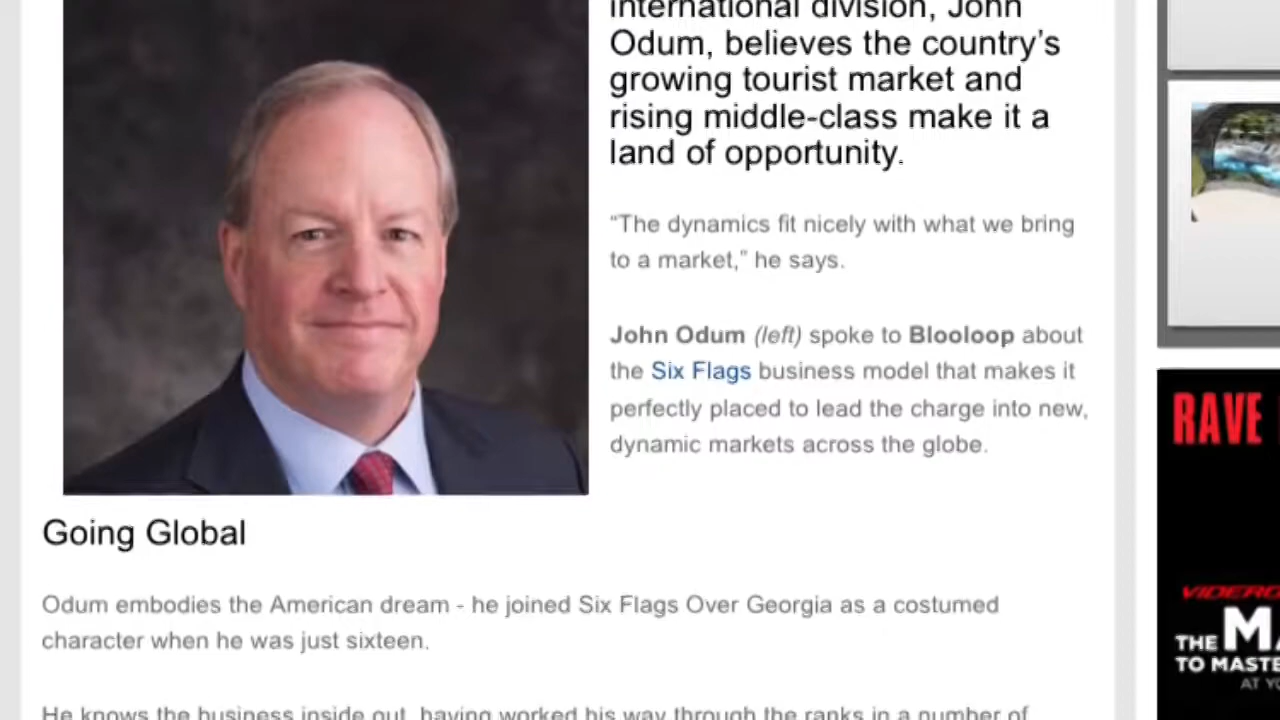 international division, John
Odum, believes the country’s
growing tourist market and
rising middle-class make it a
land of opportunity.
“The dynamics fit nicely with what we bring
to a market,” he says.
John Odum (left) spoke to Blooloop about
the Six Flags business model that makes it
perfectly placed to lead the charge into new,
dynamic markets across the globe.
Going Global
Odum embodies the American dream - he joined Six Flags Over Georgia as a costumed
character when he was just sixteen.
He knows the business inside out, having worked his way through the ranks in a number of
RAVE
THE
TO MASTE